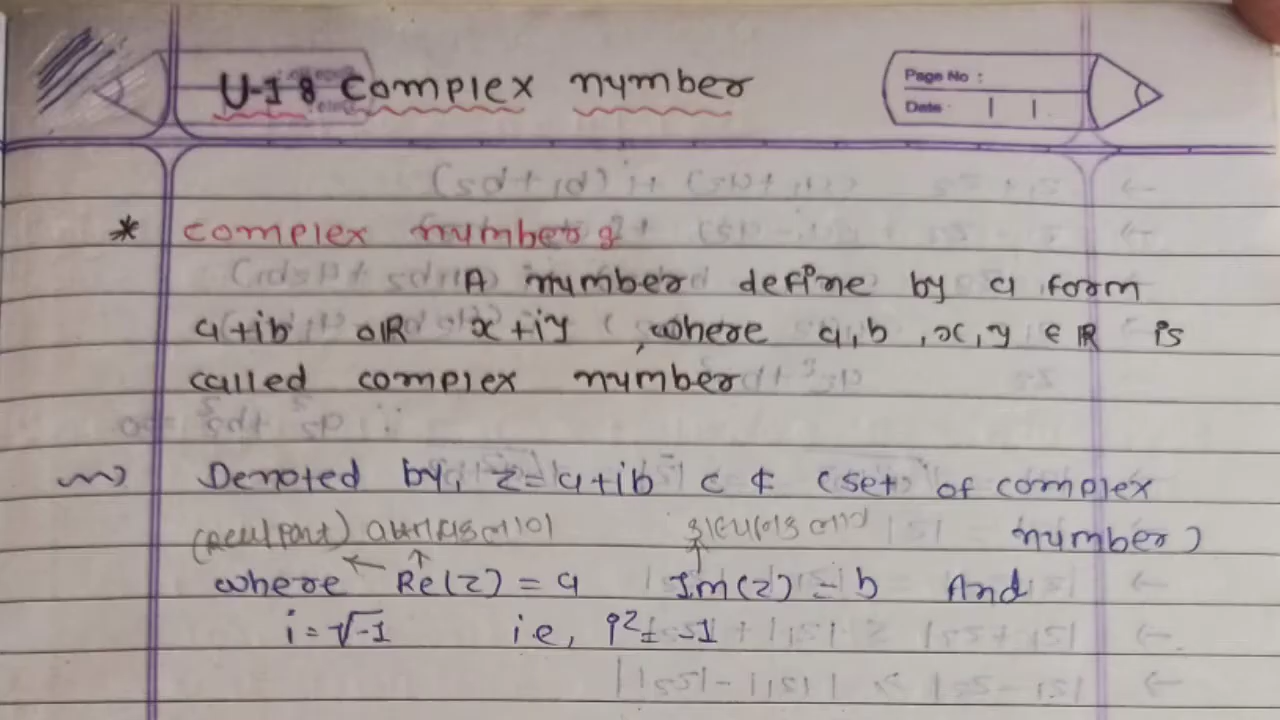 U-1 : Complex number
Page No :
Date
* complex number :
A number define by a form
a+ib OR x+iy , where a,b ,x,y ∈ ℝ is
called complex number
Denoted by, z=a+ib ∈ ₵ (set of complex
number)
(Real part)
where ← Re(z) = a Im(z) = b And
i=√-1 i.e, i²=-1